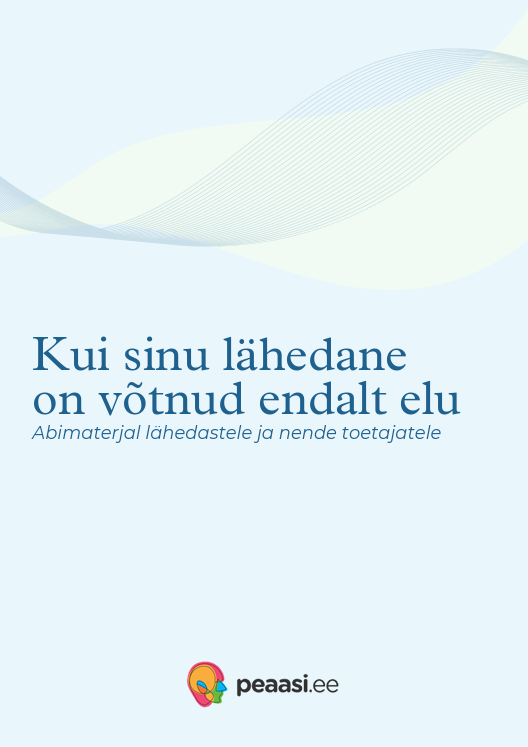 Kui sinu lähedane
on võtnud endalt elu
Abimaterjal lähedastele ja nende toetajatele
peaasi.ee